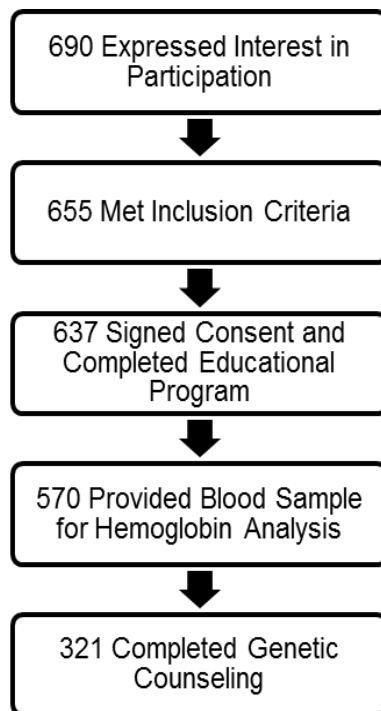 690 Expressed Interest in
Participation
655 Met Inclusion Criteria
637 Signed Consent and
Completed Educational
Program
570 Provided Blood Sample
for Hemoglobin Analysis
321 Completed Genetic
Counseling